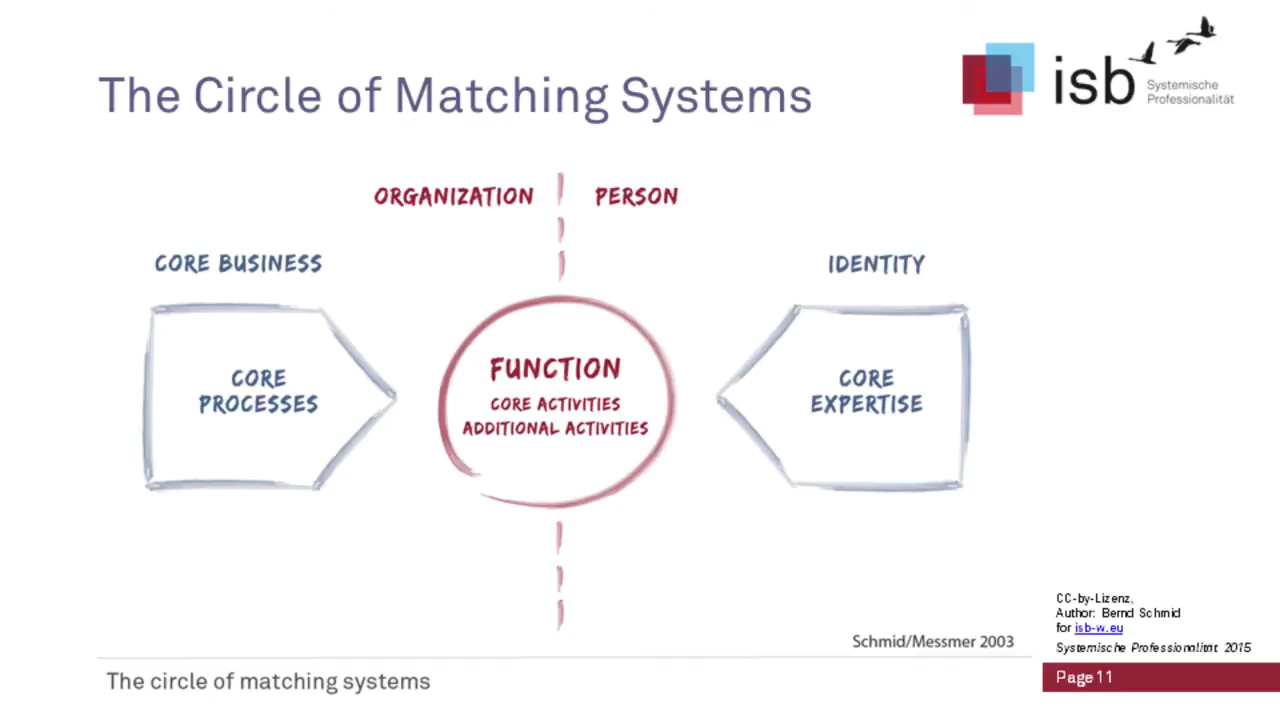 The Circle of Matching Systems
isb
Systemische
Professionalität
ORGANIZATION
PERSON
CORE BUSINESS
IDENTITY
CORE
PROCESSES
FUNCTION
CORE ACTIVITIES
ADDITIONAL ACTIVITIES
CORE
EXPERTISE
CC-by-Lizenz,
Author: Bernd Schmid
for isb-w.eu
Systemische Professionalität 2015
Schmid/Messmer 2003
The circle of matching systems
Page 11